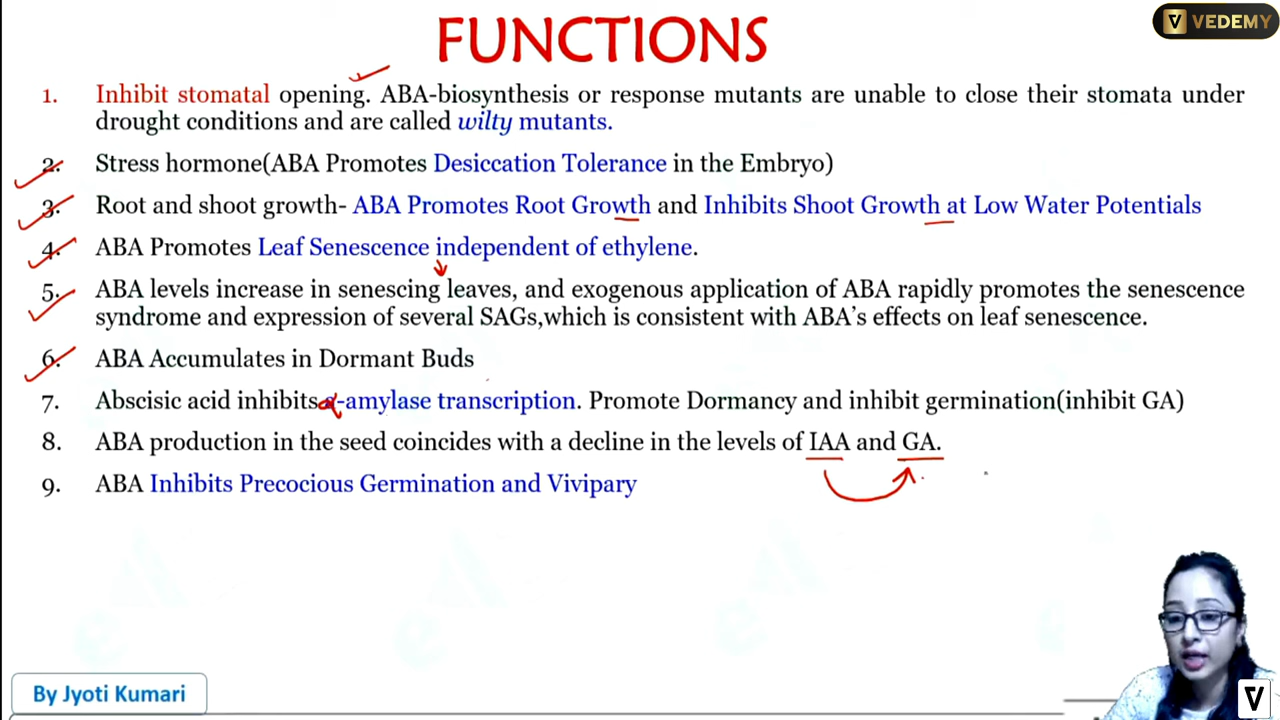 FUNCTIONS
V VEDEMY
1. Inhibit stomatal opening. ABA-biosynthesis or response mutants are unable to close their stomata under
drought conditions and are called wilty mutants.
2. Stress hormone(ABA Promotes Desiccation Tolerance in the Embryo)
3. Root and shoot growth- ABA Promotes Root Growth and Inhibits Shoot Growth at Low Water Potentials
4. ABA Promotes Leaf Senescence independent of ethylene.
5. ABA levels increase in senescing leaves, and exogenous application of ABA rapidly promotes the senescence
syndrome and expression of several SAGs,which is consistent with ABA's effects on leaf senescence.
6. ABA Accumulates in Dormant Buds
7. Abscisic acid inhibits α-amylase transcription. Promote Dormancy and inhibit germination(inhibit GA)
8. ABA production in the seed coincides with a decline in the levels of IAA and GA.
9. ABA Inhibits Precocious Germination and Vivipary
By Jyoti Kumari
V